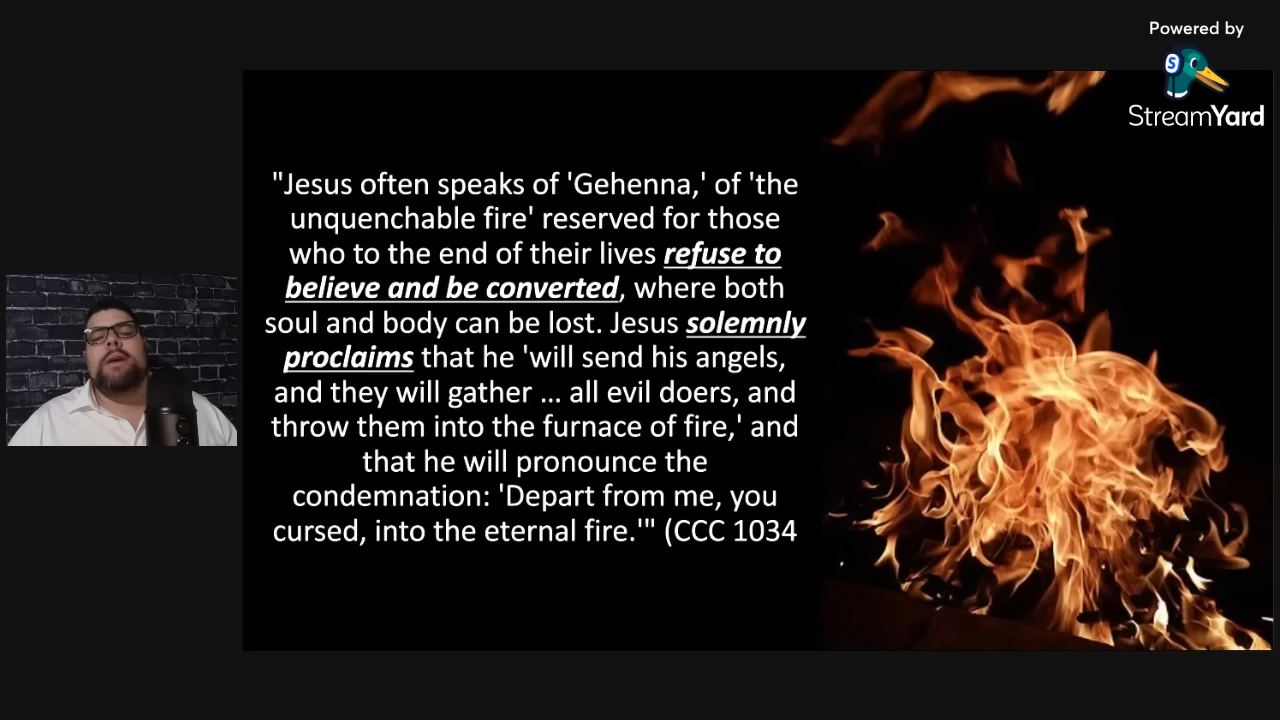 Powered by
S
StreamYard
"Jesus often speaks of 'Gehenna,' of 'the
unquenchable fire' reserved for those
who to the end of their lives refuse to
believe and be converted, where both
soul and body can be lost. Jesus solemnly
proclaims that he 'will send his angels,
and they will gather ... all evil doers, and
throw them into the furnace of fire,' and
that he will pronounce the
condemnation: 'Depart from me, you
cursed, into the eternal fire.'" (CCC 1034